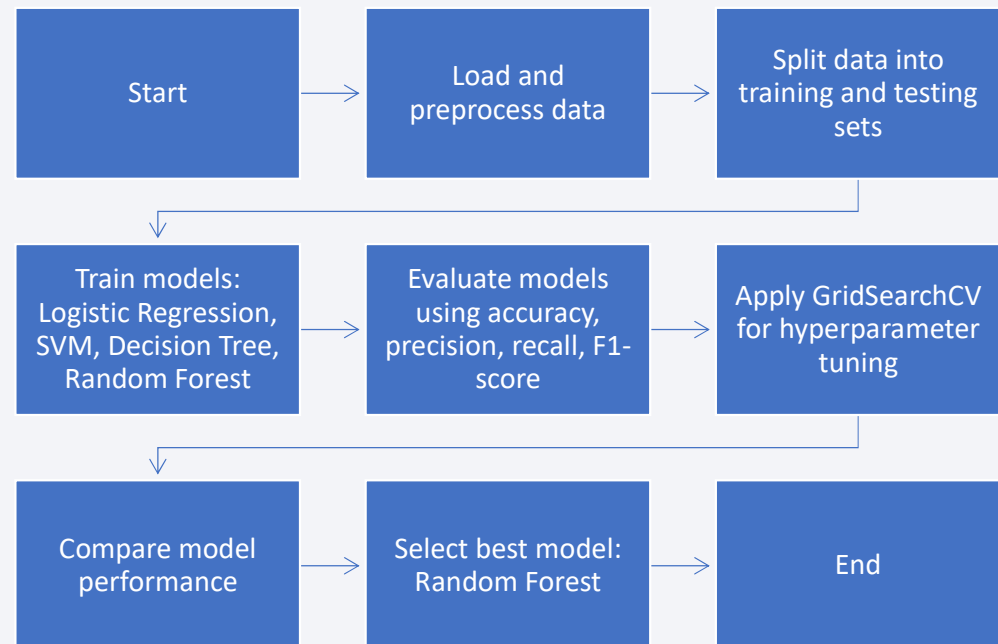 Start
Load and
preprocess data
Split data into
training and testing
sets
Train models:
Logistic Regression,
SVM, Decision Tree,
Random Forest
Evaluate models
using accuracy,
precision, recall, F1-
score
Apply GridSearchCV
for hyperparameter
tuning
Compare model
performance
Select best model:
Random Forest
End